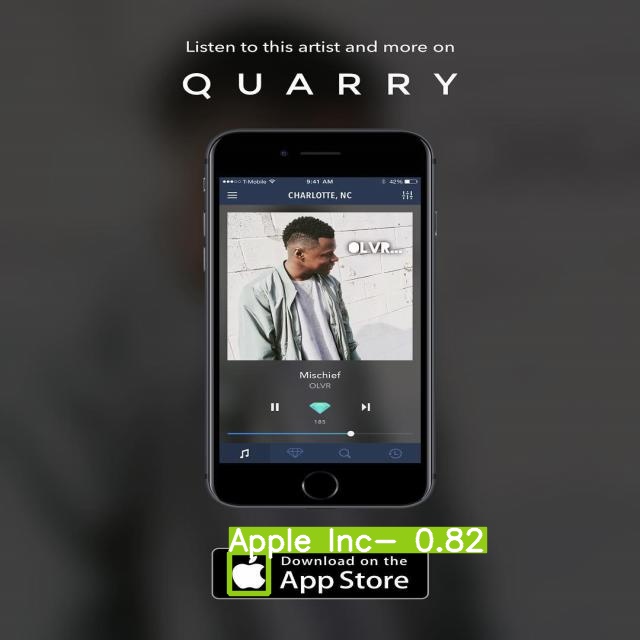 Listen to this artist and more on
QUARRY
T-Mobile 9:41 AM 42%
CHARLOTTE, NC
OLVR...
Mischief
OLVR
185
Apple Inc- 0.82
Download on the
App Store